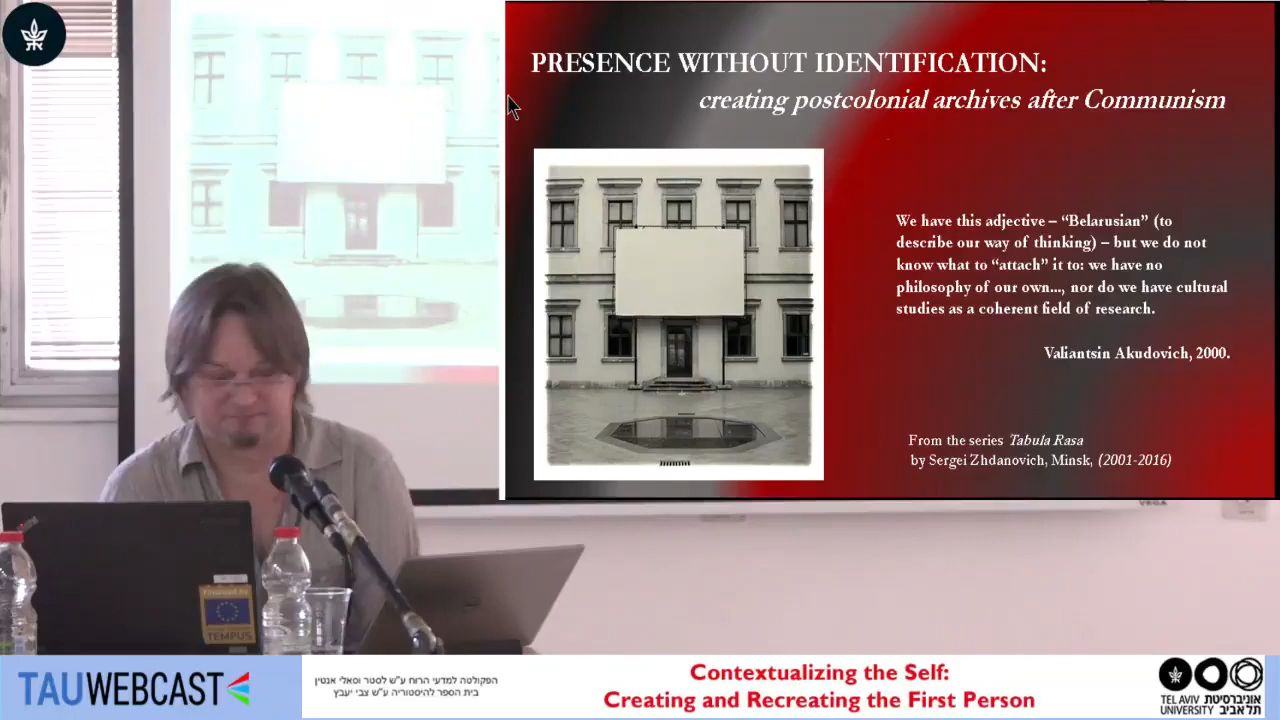 PRESENCE WITHOUT IDENTIFICATION:
creating postcolonial archives after Communism
We have this adjective – “Belarusian” (to
describe our way of thinking) – but we do not
know what to “attach” it to: we have no
philosophy of our own..., nor do we have cultural
studies as a coherent field of research.
Valiantsin Akudovich, 2000.
From the series Tabula Rasa
by Sergei Zhdanovich, Minsk, (2001-2016)
TEMPUS
TAUWEBCAST
הפקולטה למדעי הרוח ע"ש לסטר וסאלי אנטין
בית הספר להיסטוריה ע"ש צבי יעבץ
Contextualizing the Self:
Creating and Recreating the First Person
TEL AVIV אוניברסיטת
UNIVERSITY תל אביב